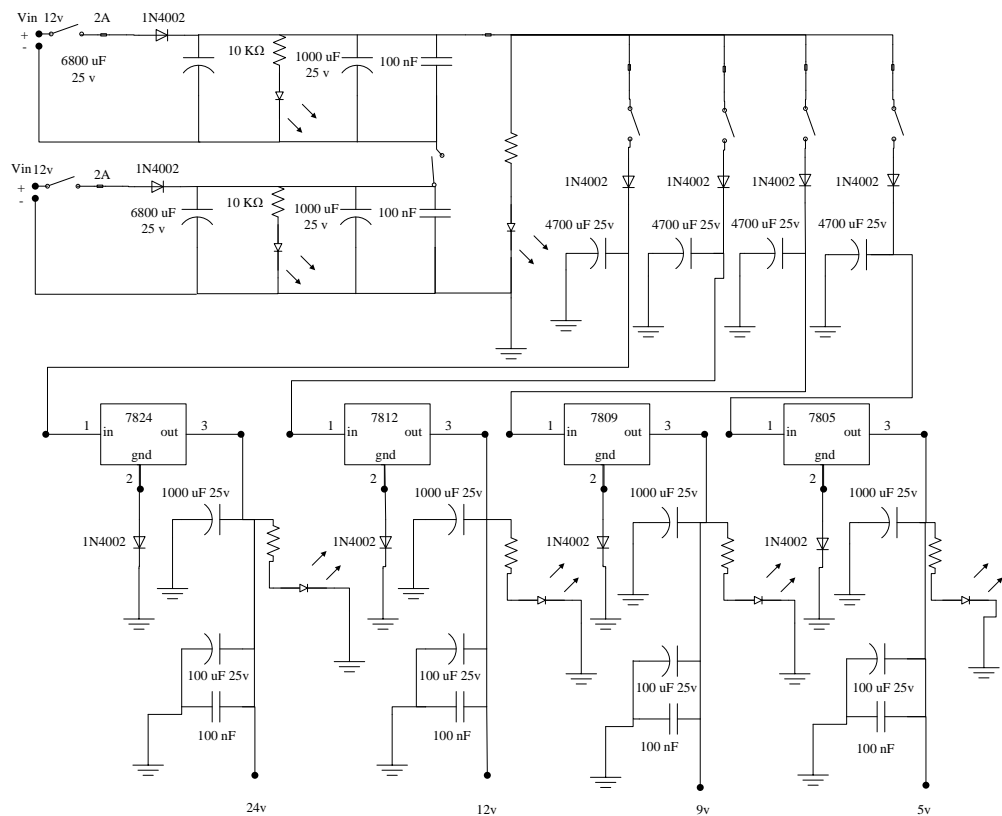 Vin 12v 2A 1N4002
+
-
6800 uF
25 v
10 KΩ
1000 uF
25 v
100 nF
Vin 12v 2A 1N4002
+
-
6800 uF
25 v
10 KΩ
1000 uF
25 v
100 nF
1N4002 1N4002 1N4002 1N4002
4700 uF 25v 4700 uF 25v 4700 uF 25v 4700 uF 25v
1 in 7824 out 3
gnd
2
1 in 7812 out 3
gnd
2
1 in 7809 out 3
gnd
2
1 in 7805 out 3
gnd
2
1000 uF 25v 1000 uF 25v 1000 uF 25v 1000 uF 25v
1N4002 1N4002 1N4002 1N4002
100 uF 25v 100 uF 25v 100 uF 25v 100 uF 25v
100 nF 100 nF 100 nF 100 nF
24v 12v 9v 5v